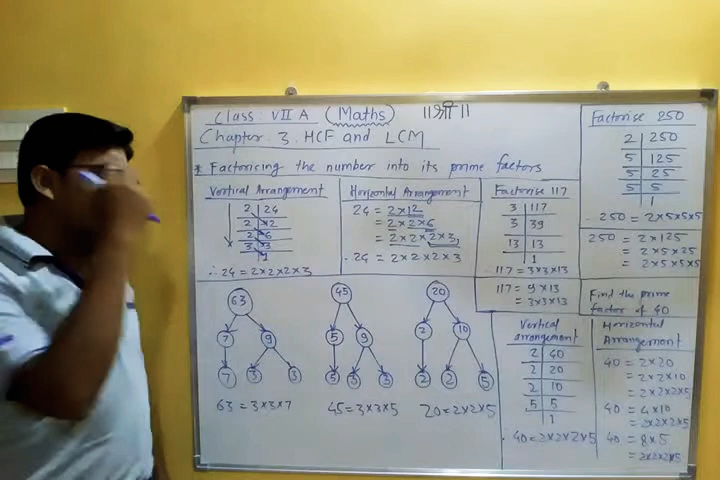 Class: VII A (Maths) ॥श्री॥
Chapter. 3. HCF and LCM
* Factoricing the number into its prime factors
Vertical Arrangement
2 24
2 12
2 6
3 3
1
∴ 24 = 2×2×2×3
Horizontal Arrangement
24 = 2×12
= 2×2×6
= 2×2×2×3,
∴ 24 = 2×2×2×3
Factorise 117
3 117
3 39
13 13
1
∴ 117 = 3×3×13
117 = 9×13
= 3×3×13
Factorise 250
2 250
5 125
5 25
5 5
1
∴ 250 = 2×5×5×5
250 = 2×125
= 2×5×25
= 2×5×5×5
63
7 9
7 3 3
63 = 3×3×7
45
5 9
5 3 3
45 = 3×3×5
20
2 10
2 2 5
20 = 2×2×5
Find the prime
factor of 40
Vertical
arrangement
2 40
2 20
2 10
5 5
1
∴ 40 = 2×2×2×5
Horizontal
Arrangement
40 = 2×20
= 2×2×10
= 2×2×2×5
40 = 4×10
= 2×2×2×5
40 = 8×5
= 2×2×2×5